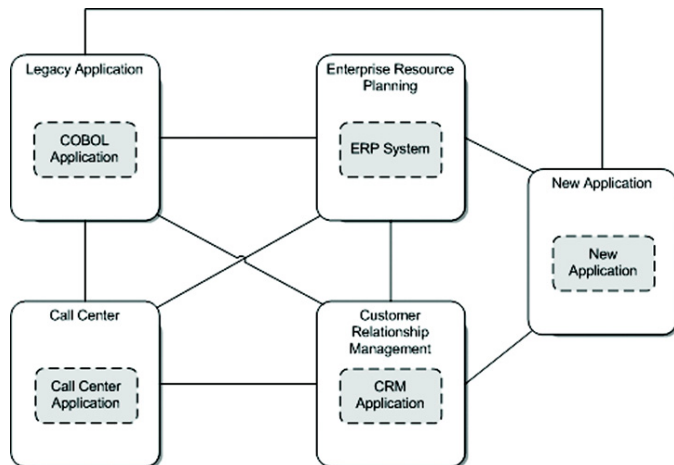 Legacy Application
COBOL
Application
Enterprise Resource
Planning
ERP System
New Application
New
Application
Call Center
Call Center
Application
Customer
Relationship
Management
CRM
Application